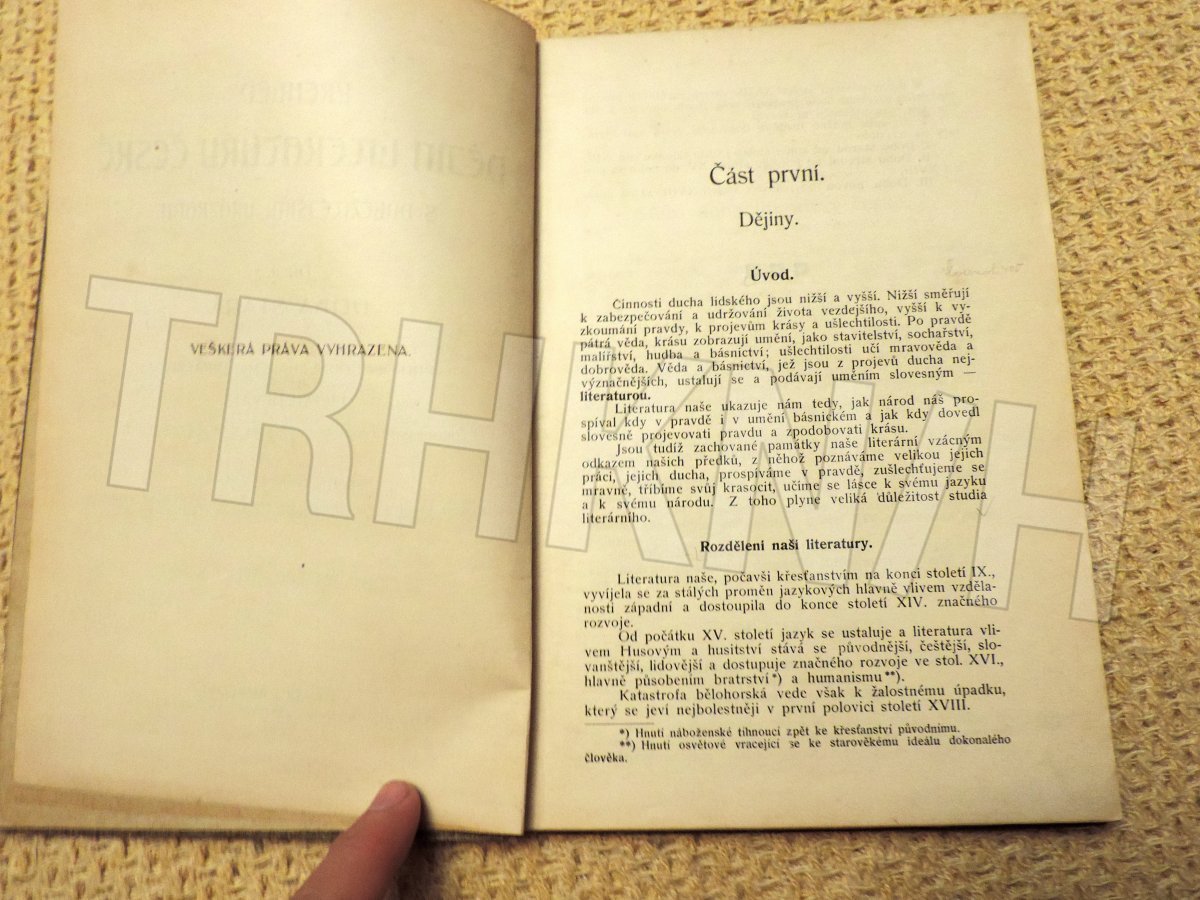 VEŠKERÁ PRÁVA VYHRAZENA.
Část první.
Dějiny.
Úvod.
Činnosti ducha lidského jsou nižší a vyšší. Nižší směřují
k zabezpečování a udržování života vezdejšího, vyšší k vy-
zkoumání pravdy, k projevům krásy a ušlechtilosti. Po pravdě
pátrá věda, krásu zobrazují umění, jako stavitelství, sochařství,
malířství, hudba a básnictví; ušlechtilosti učí mravověda a
dobrověda. Věda a básnictví, jež jsou z projevů ducha nej-
význačnějších, ustalují se a podávají uměním slovesným —
literaturou.
Literatura naše ukazuje nám tedy, jak národ náš pro-
spíval kdy v pravdě i v umění básnickém a jak kdy dovedl
slovesně projevovati pravdu a zpodobovati krásu.
Jsou tudíž zachované památky naše literární vzácným
odkazem našich předků, z něhož poznáváme velikou jejich
práci, jejich ducha, prospíváme v pravdě, zušlechťujeme se
mravně, tříbíme svůj krasocit, učíme se lásce k svému jazyku
a k svému národu. Z toho plyne veliká důležitost studia
literárního.
Rozdělení naší literatury.
Literatura naše, počavši křesťanstvím na konci století IX.,
vyvíjela se za stálých proměn jazykových hlavně vlivem vzděla-
nosti západní a dostoupila do konce století XIV. značného
rozvoje.
Od počátku XV. století jazyk se ustaluje a literatura vli-
vem Husovým a husitství stává se původnější, češtější, slo-
vanštější, lidovější a dostupuje značného rozvoje ve stol. XVI.,
hlavně působením bratrství*) a humanismu**).
Katastrofa bělohorská vede však k žalostnému úpadku,
který se jeví nejbolestněji v první polovici století XVIII.
*) Hnutí náboženské tíhnoucí zpět ke křesťanství původnímu.
**) Hnutí osvětové vracející se ke starověkému ideálu dokonalého
člověka.
TRHKNIH